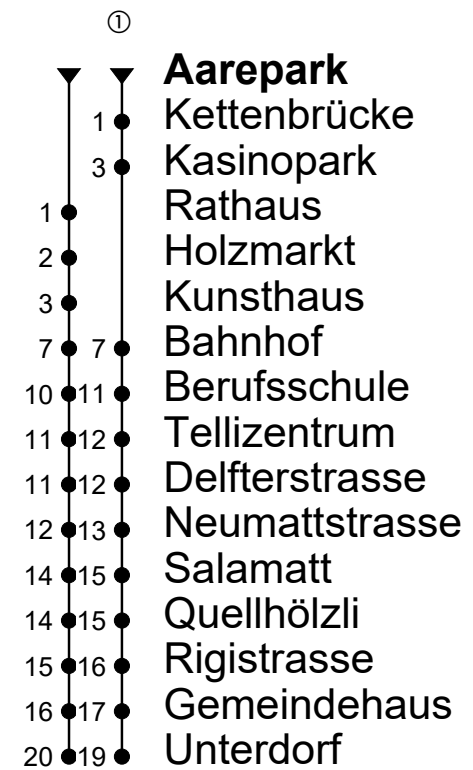 ①
Aarepark
1 Kettenbrücke
3 Kasinopark
1 Rathaus
2 Holzmarkt
3 Kunsthaus
7 7 Bahnhof
10 11 Berufsschule
11 12 Tellizentrum
11 12 Delfterstrasse
12 13 Neumattstrasse
14 15 Salamatt
14 15 Quellhölzli
15 16 Rigistrasse
16 17 Gemeindehaus
20 19 Unterdorf